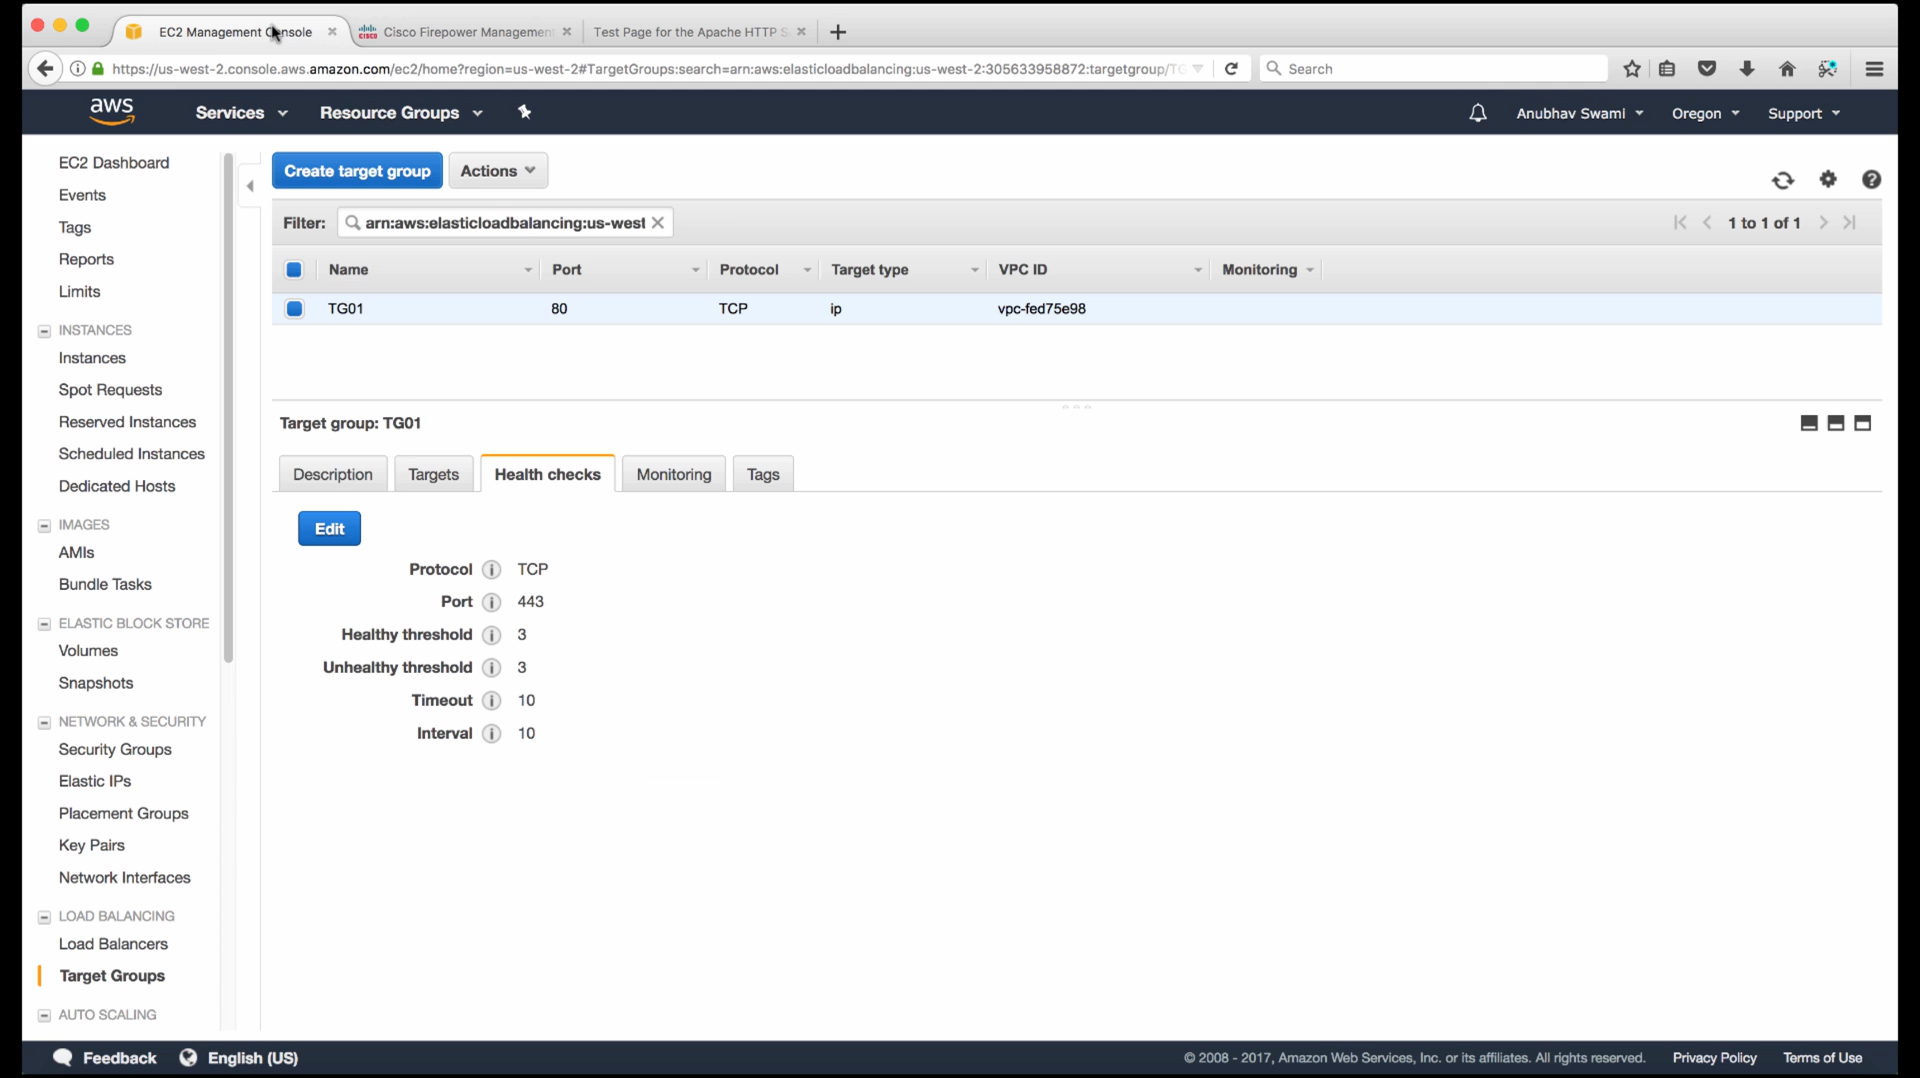 EC2 Management Console
Cisco Firepower Management
Test Page for the Apache HTTP S
https://us-west-2.console.aws.amazon.com/ec2/home?region=us-west-2#TargetGroups:search=arn:aws:elasticloadbalancing:us-west-2:305633958872:targetgroup/TG
Search
aws
Services
Resource Groups
Anubhav Swami
Oregon
Support
EC2 Dashboard
Events
Tags
Reports
Limits
INSTANCES
Instances
Spot Requests
Reserved Instances
Scheduled Instances
Dedicated Hosts
IMAGES
AMIs
Bundle Tasks
ELASTIC BLOCK STORE
Volumes
Snapshots
NETWORK & SECURITY
Security Groups
Elastic IPs
Placement Groups
Key Pairs
Network Interfaces
LOAD BALANCING
Load Balancers
Target Groups
AUTO SCALING
Create target group
Actions
Filter:
arn:aws:elasticloadbalancing:us-west
1 to 1 of 1
Name Port Protocol Target type VPC ID Monitoring
TG01 80 TCP ip vpc-fed75e98
Target group: TG01
Description
Targets
Health checks
Monitoring
Tags
Edit
Protocol TCP
Port 443
Healthy threshold 3
Unhealthy threshold 3
Timeout 10
Interval 10
Feedback
English (US)
© 2008 - 2017, Amazon Web Services, Inc. or its affiliates. All rights reserved.
Privacy Policy
Terms of Use